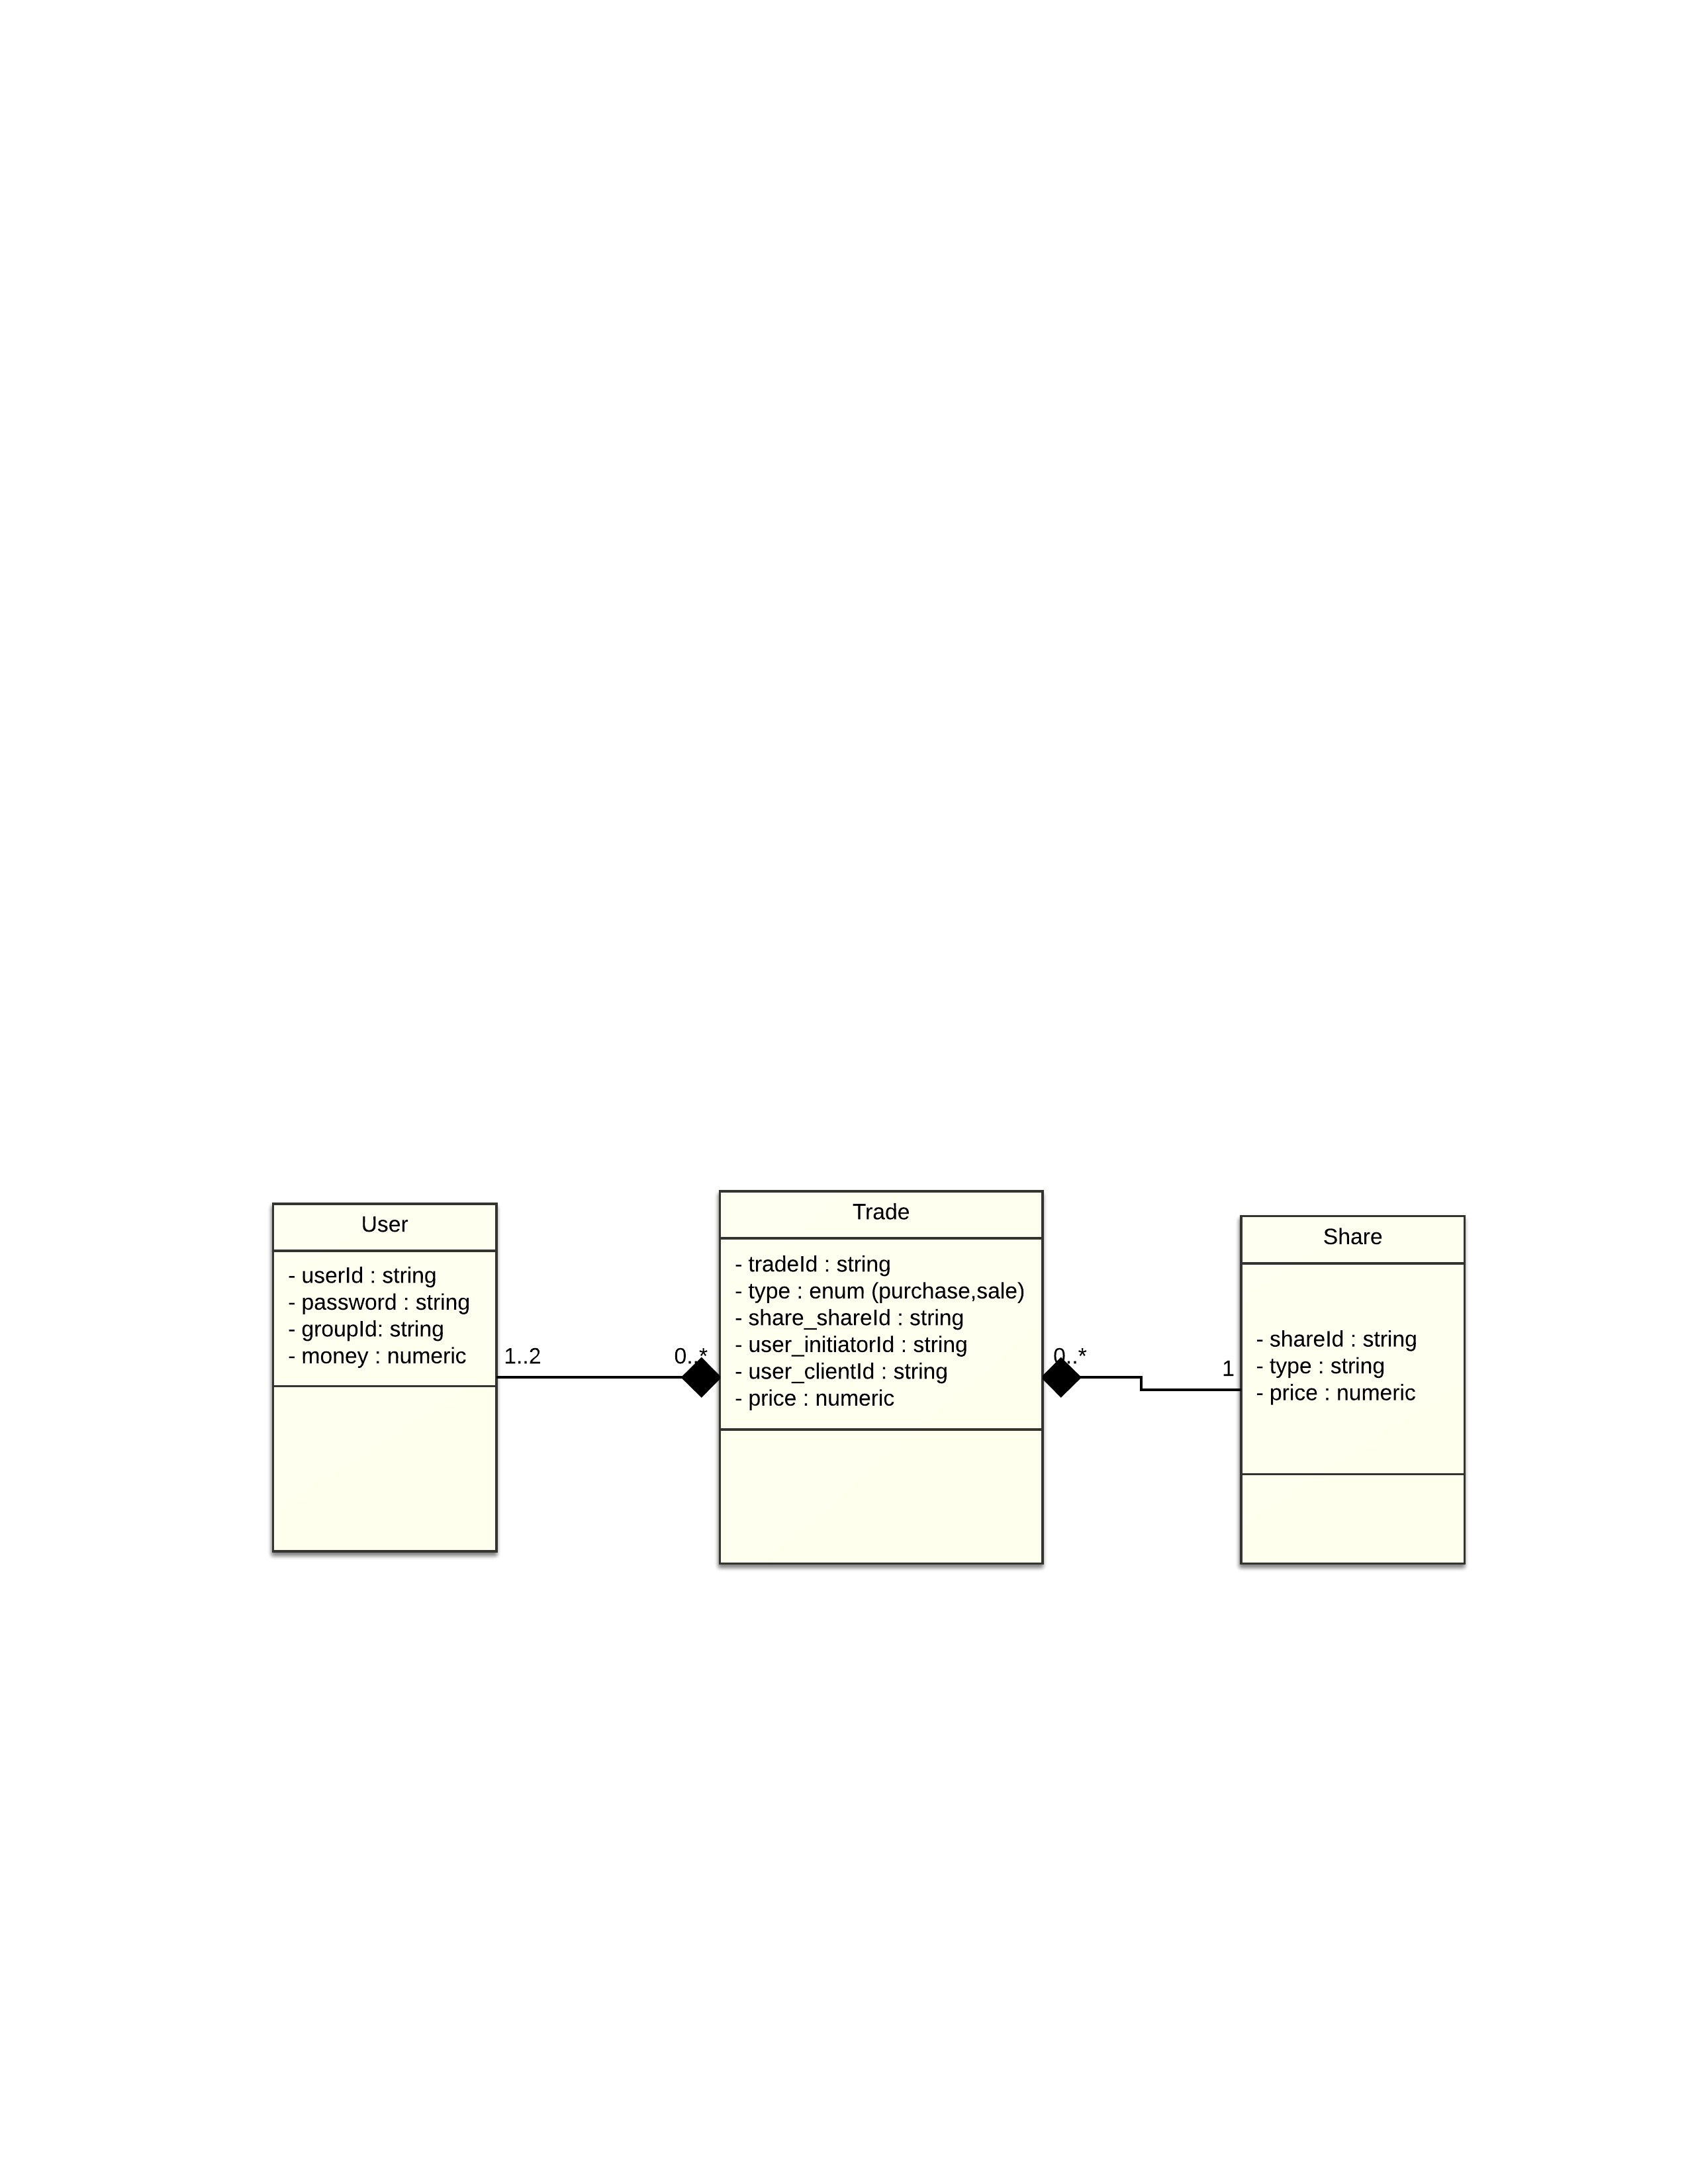 User
- userId : string
- password : string
- groupId: string
- money : numeric
1..2
0..*
Trade
- tradeId : string
- type : enum (purchase,sale)
- share_shareId : string
- user_initiatorId : string
- user_clientId : string
- price : numeric
0..*
1
Share
- shareId : string
- type : string
- price : numeric